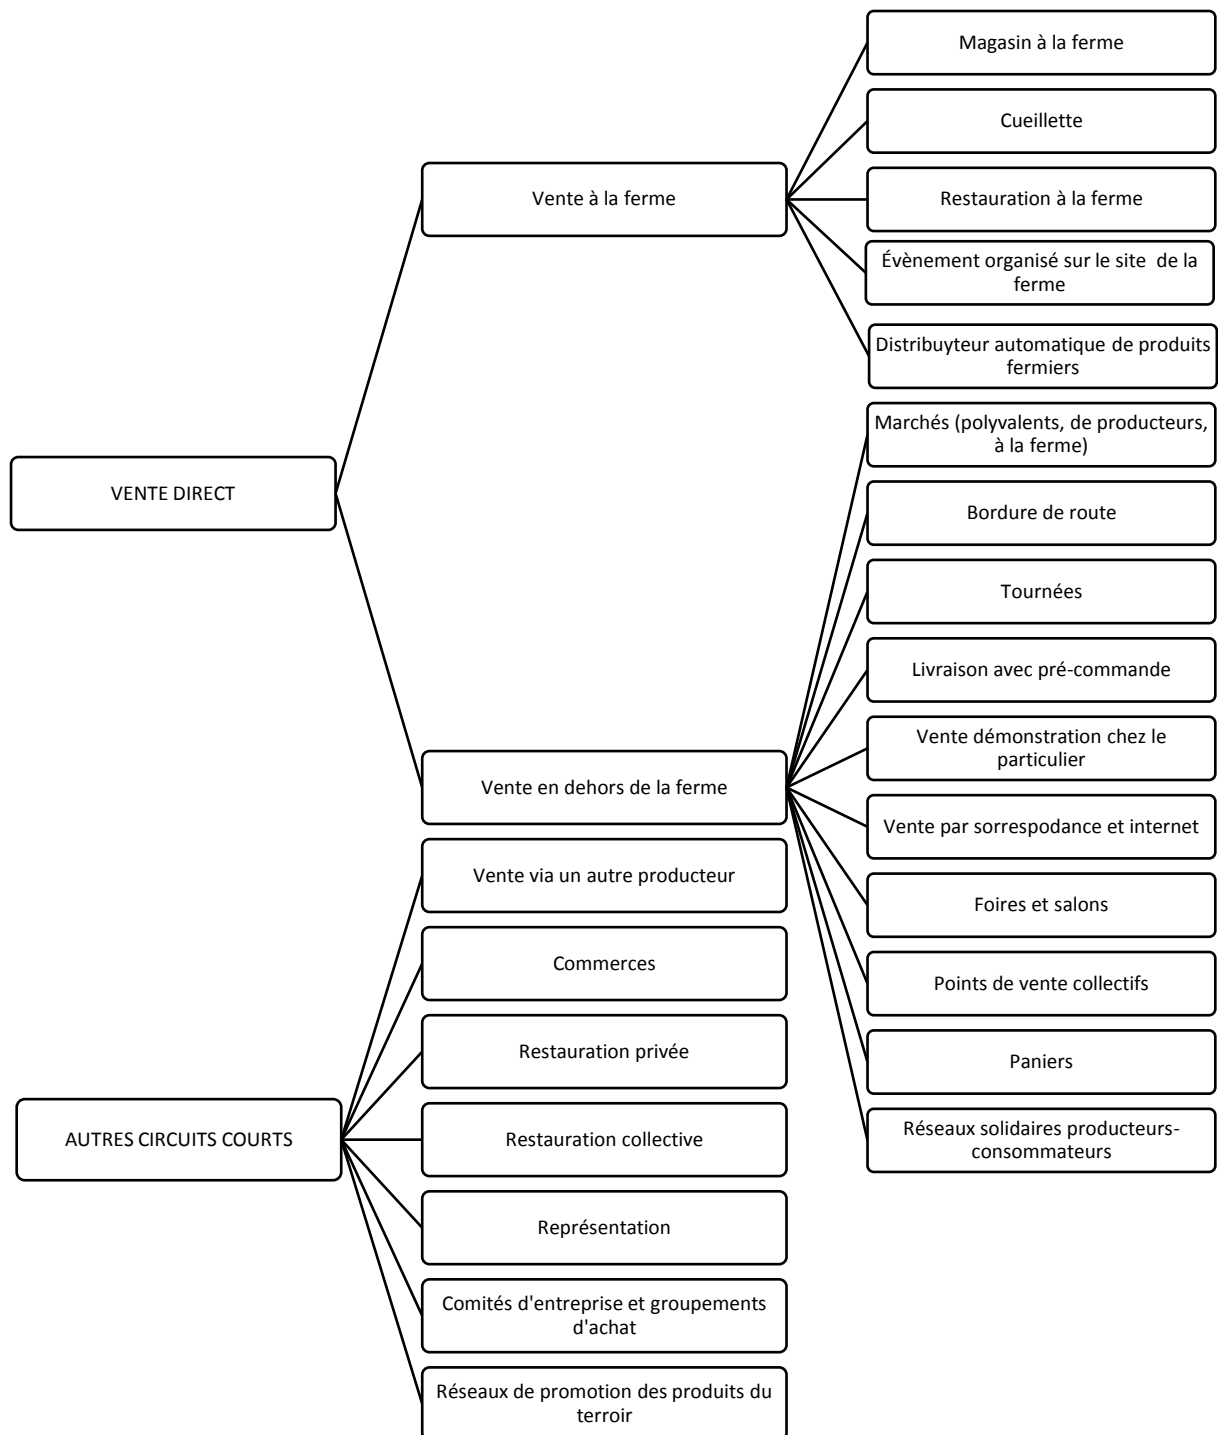 VENTE DIRECT
Vente à la ferme
Magasin à la ferme
Cueillette
Restauration à la ferme
Évènement organisé sur le site  de la
ferme
Distribuyteur automatique de produits
fermiers
Vente en dehors de la ferme
Marchés (polyvalents, de producteurs,
à la ferme)
Bordure de route
Tournées
Livraison avec pré-commande
Vente démonstration chez le
particulier
Vente par sorrespodance et internet
Foires et salons
Points de vente collectifs
Paniers
Réseaux solidaires producteurs-
consommateurs
AUTRES CIRCUITS COURTS
Vente via un autre producteur
Commerces
Restauration privée
Restauration collective
Représentation
Comités d'entreprise et groupements
d'achat
Réseaux de promotion des produits du
terroir